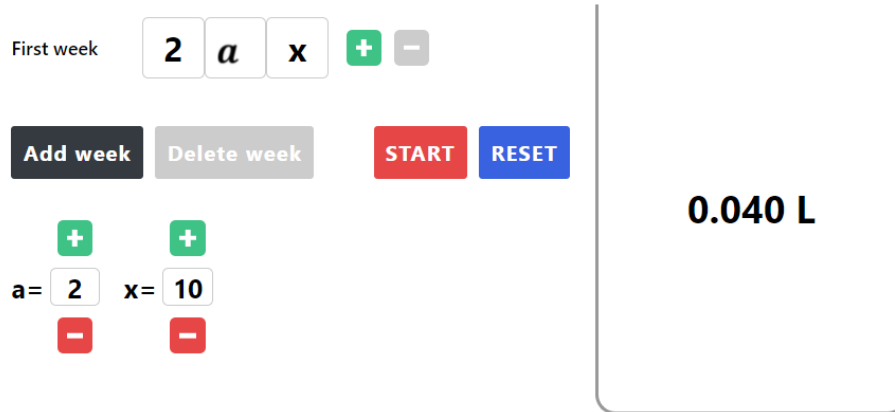 First week 2 a x + −
Add week Delete week START RESET
0.040 L
+ +
a= 2 x= 10
− −